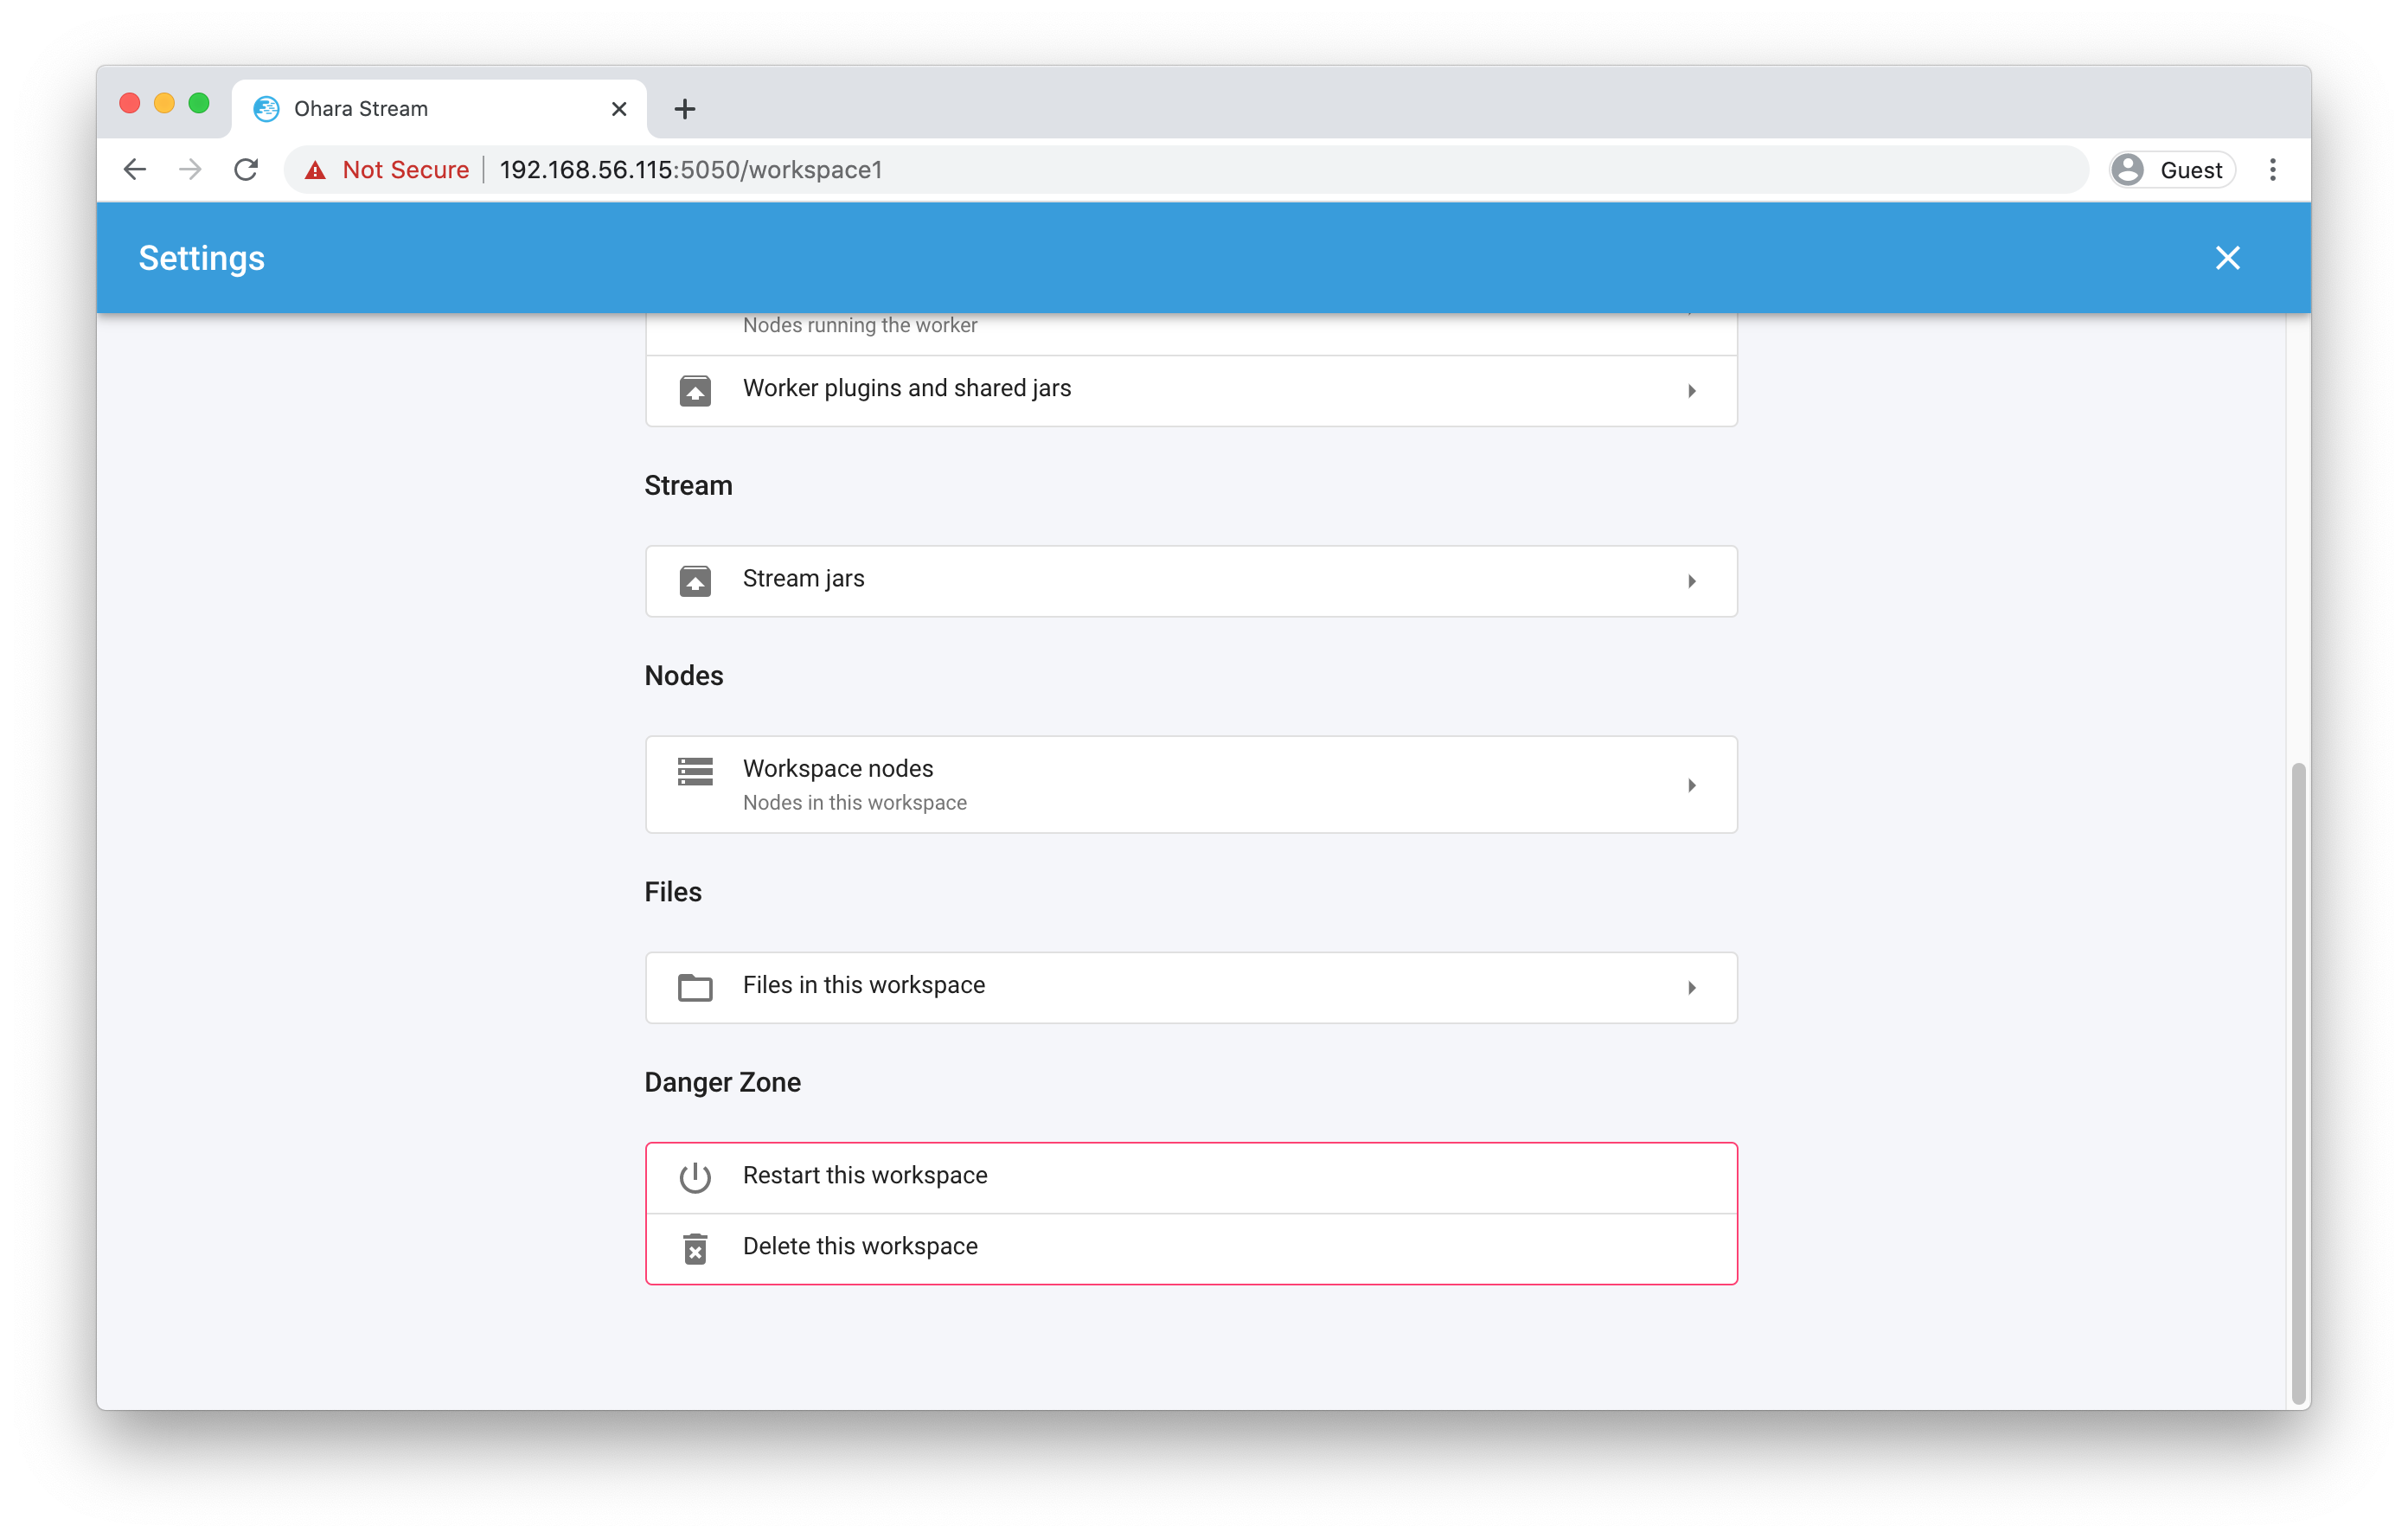 Ohara Stream
Not Secure
192.168.56.115:5050/workspace1
Guest
Settings
Nodes running the worker
Worker plugins and shared jars
Stream
Stream jars
Nodes
Workspace nodes
Nodes in this workspace
Files
Files in this workspace
Danger Zone
Restart this workspace
Delete this workspace